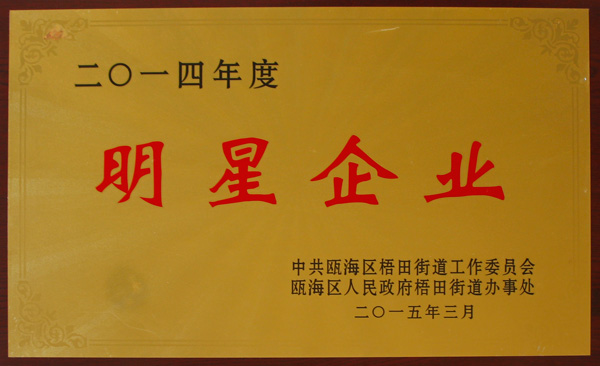 二〇一四年度
明星企业
中共瓯海区梧田街道工作委员会
瓯海区人民政府梧田街道办事处
二〇一五年三月